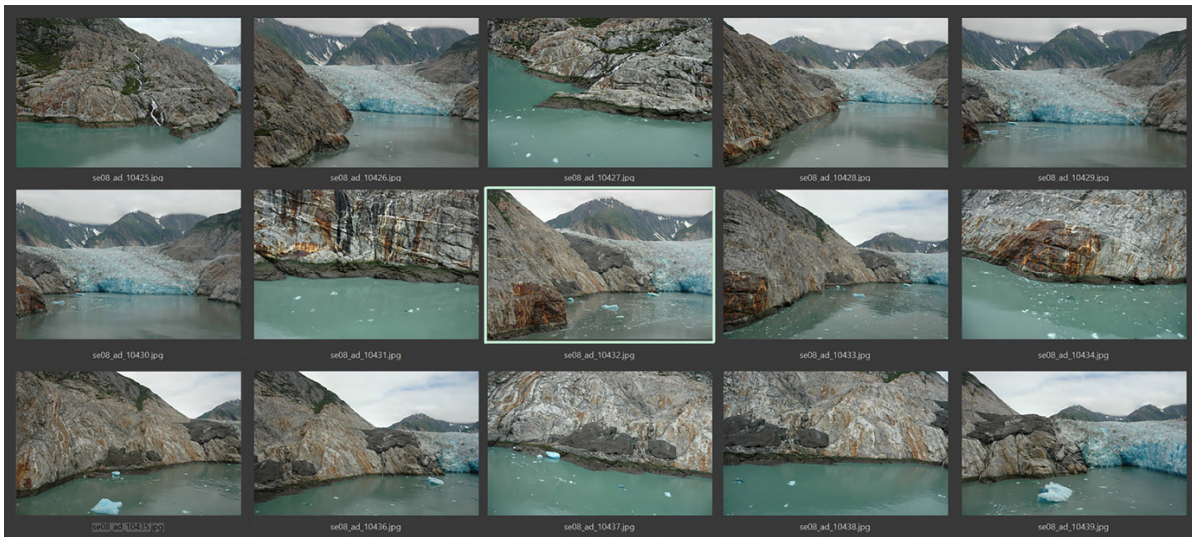 se08_ad_10425.jpg
se08_ad_10426.jpg
se08_ad_10427.jpg
se08_ad_10428.jpg
se08_ad_10429.jpg
se08_ad_10430.jpg
se08_ad_10431.jpg
se08_ad_10432.jpg
se08_ad_10433.jpg
se08_ad_10434.jpg
se08_ad_10435.jpg
se08_ad_10436.jpg
se08_ad_10437.jpg
se08_ad_10438.jpg
se08_ad_10439.jpg